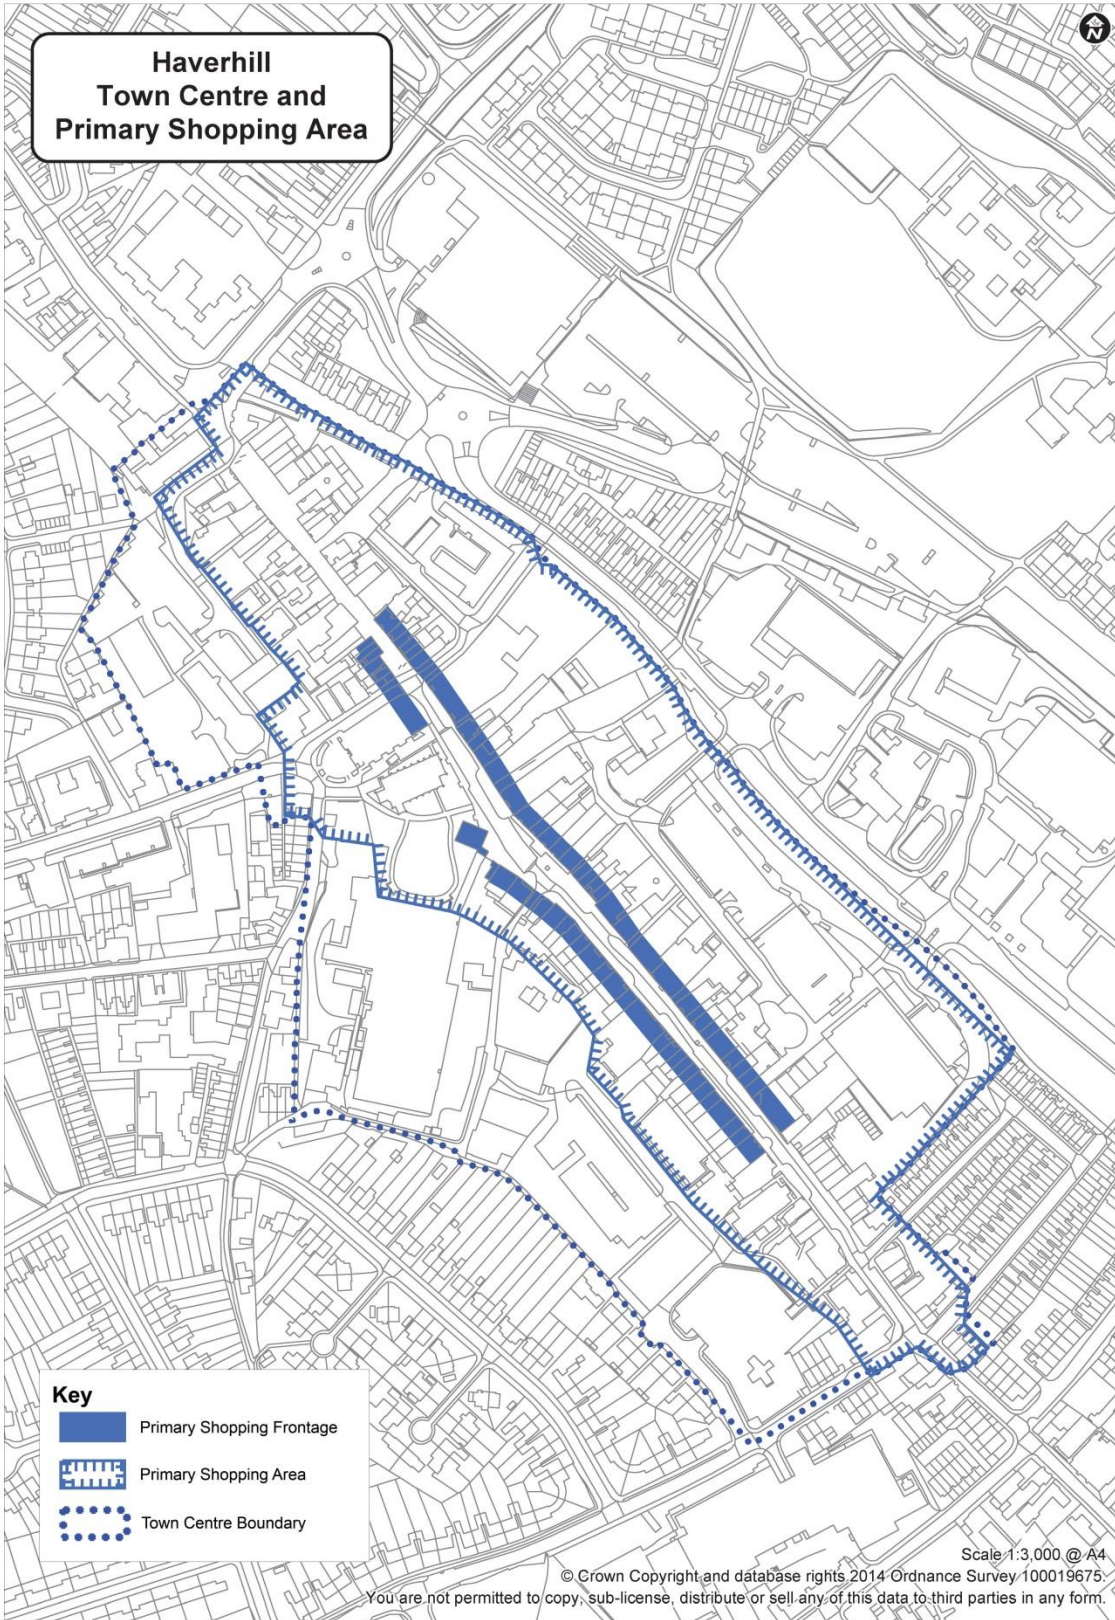 Haverhill
Town Centre and
Primary Shopping Area
N
Key
Primary Shopping Frontage
Primary Shopping Area
Town Centre Boundary
Scale 1:3,000 @ A4
© Crown Copyright and database rights 2014 Ordnance Survey 100019675.
You are not permitted to copy, sub-license, distribute or sell any of this data to third parties in any form.